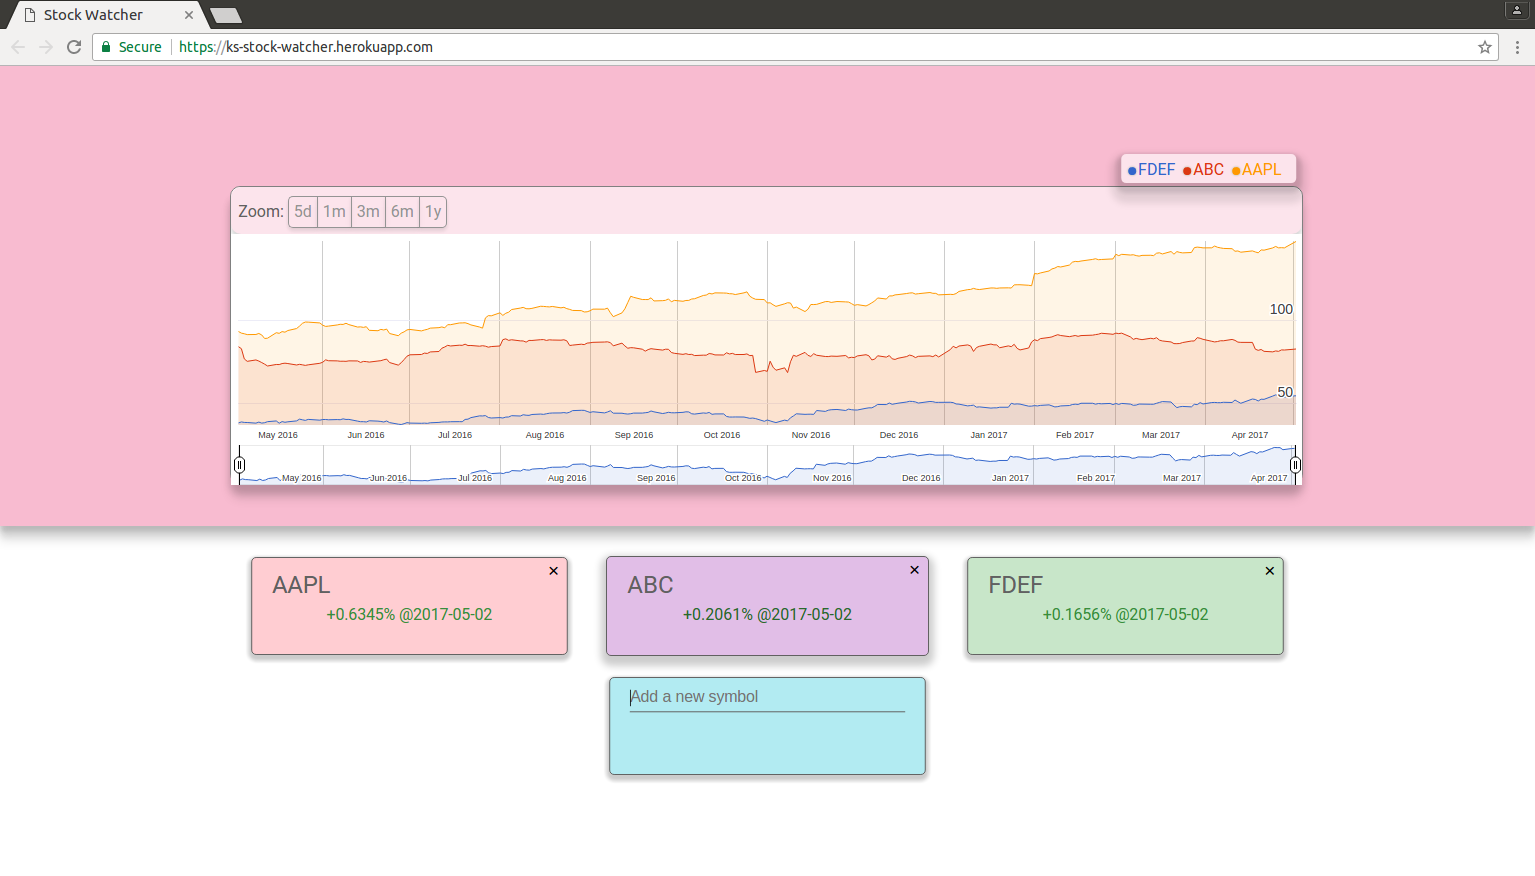 Stock Watcher
Secure https://ks-stock-watcher.herokuapp.com
FDEF ABC AAPL
Zoom: 5d 1m 3m 6m 1y
100
50
May 2016 Jun 2016 Jul 2016 Aug 2016 Sep 2016 Oct 2016 Nov 2016 Dec 2016 Jan 2017 Feb 2017 Mar 2017 Apr 2017
May 2016 Jun 2016 Jul 2016 Aug 2016 Sep 2016 Oct 2016 Nov 2016 Dec 2016 Jan 2017 Feb 2017 Mar 2017 Apr 2017
AAPL
+0.6345% @2017-05-02
ABC
+0.2061% @2017-05-02
FDEF
+0.1656% @2017-05-02
Add a new symbol